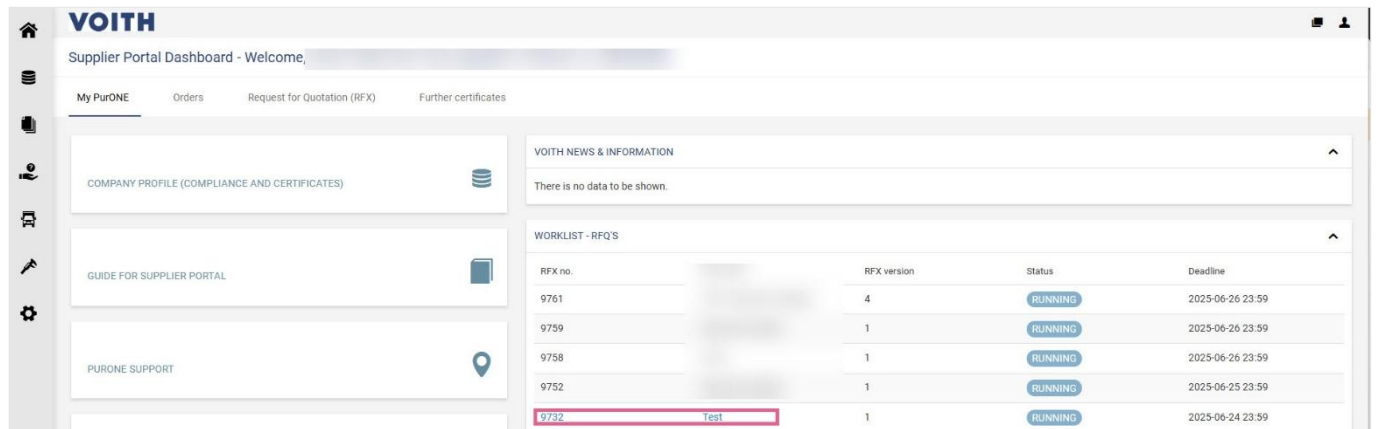 VOITH
Supplier Portal Dashboard - Welcome,
My PurONE Orders Request for Quotation (RFX) Further certificates
COMPANY PROFILE (COMPLIANCE AND CERTIFICATES)
GUIDE FOR SUPPLIER PORTAL
PURONE SUPPORT
VOITH NEWS & INFORMATION
There is no data to be shown.
WORKLIST - RFQ'S
RFX no. RFX version Status Deadline
9761 4 RUNNING 2025-06-26 23:59
9759 1 RUNNING 2025-06-26 23:59
9758 1 RUNNING 2025-06-26 23:59
9752 1 RUNNING 2025-06-25 23:59
9732 Test 1 RUNNING 2025-06-24 23:59